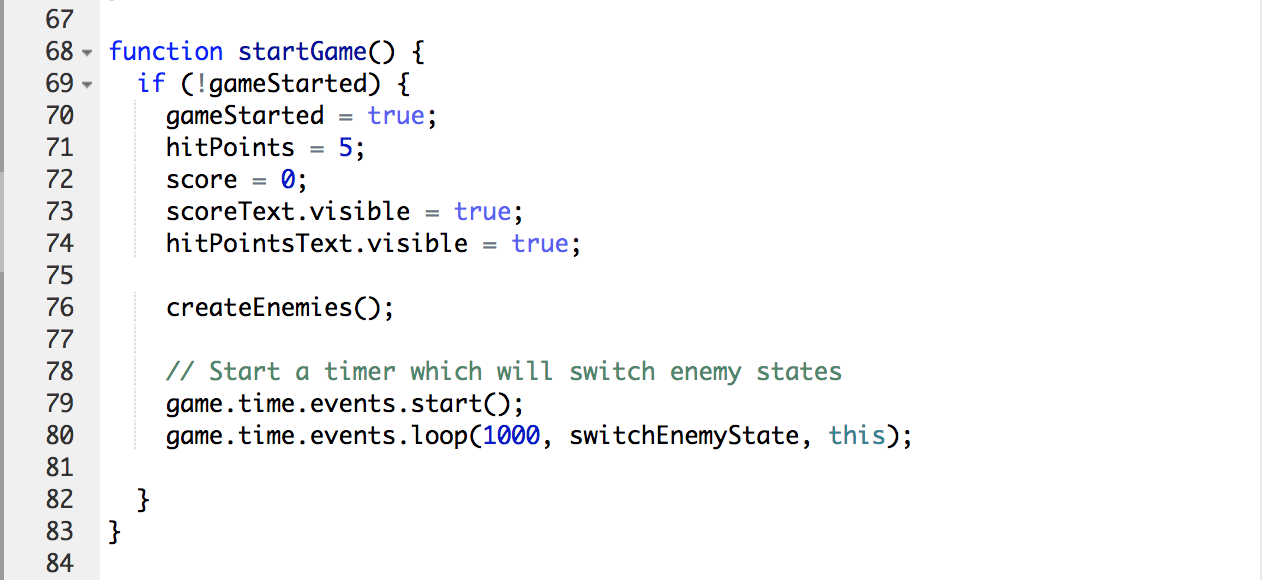 67
68 function startGame() {
69 if (!gameStarted) {
70 gameStarted = true;
71 hitPoints = 5;
72 score = 0;
73 scoreText.visible = true;
74 hitPointsText.visible = true;
75
76 createEnemies();
77
78 // Start a timer which will switch enemy states
79 game.time.events.start();
80 game.time.events.loop(1000, switchEnemyState, this);
81
82 }
83 }
84